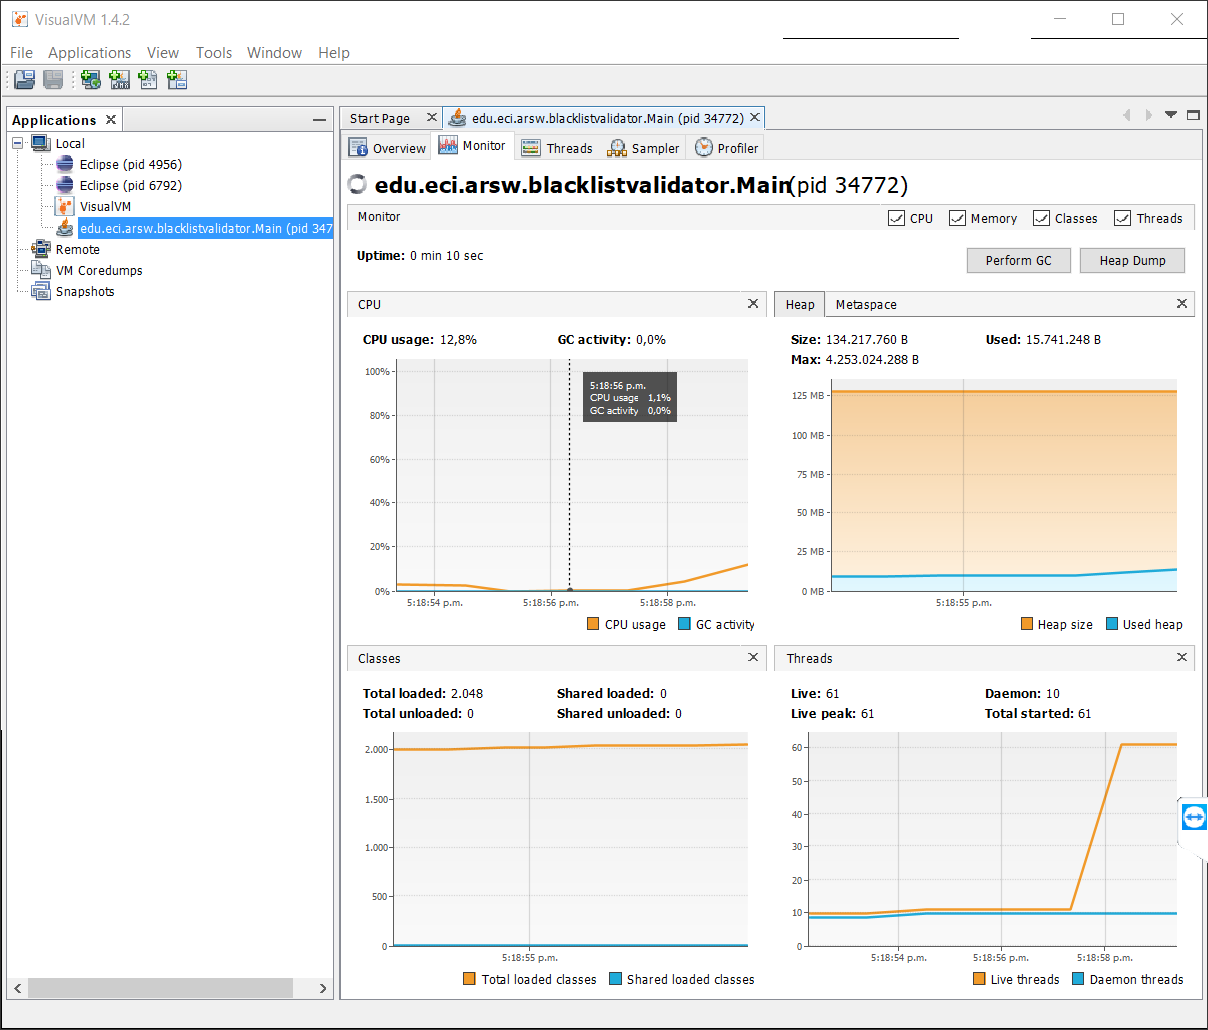 VisualVM 1.4.2
File Applications View Tools Window Help
Applications
Local
Eclipse (pid 4956)
Eclipse (pid 6792)
VisualVM
edu.eci.arsw.blacklistvalidator.Main (pid 347
Remote
VM Coredumps
Snapshots
Start Page edu.eci.arsw.blacklistvalidator.Main (pid 34772)
Overview Monitor Threads Sampler Profiler
edu.eci.arsw.blacklistvalidator.Main (pid 34772)
Monitor CPU Memory Classes Threads
Uptime: 0 min 10 sec Perform GC Heap Dump
CPU
CPU usage: 12,8% GC activity: 0,0%
100%
80%
60%
40%
20%
0%
5:18:56 p.m.
CPU usage 1,1%
GC activity 0,0%
5:18:54 p.m. 5:18:56 p.m. 5:18:58 p.m.
CPU usage GC activity
Heap Metaspace
Size: 134.217.760 B Used: 15.741.248 B
Max: 4.253.024.288 B
125 MB
100 MB
75 MB
50 MB
25 MB
0 MB
5:18:55 p.m.
Heap size Used heap
Classes
Total loaded: 2.048 Shared loaded: 0
Total unloaded: 0 Shared unloaded: 0
2.000
1.500
1.000
500
0
5:18:55 p.m.
Total loaded classes Shared loaded classes
Threads
Live: 61 Daemon: 10
Live peak: 61 Total started: 61
60
50
40
30
20
10
0
5:18:54 p.m. 5:18:56 p.m. 5:18:58 p.m.
Live threads Daemon threads